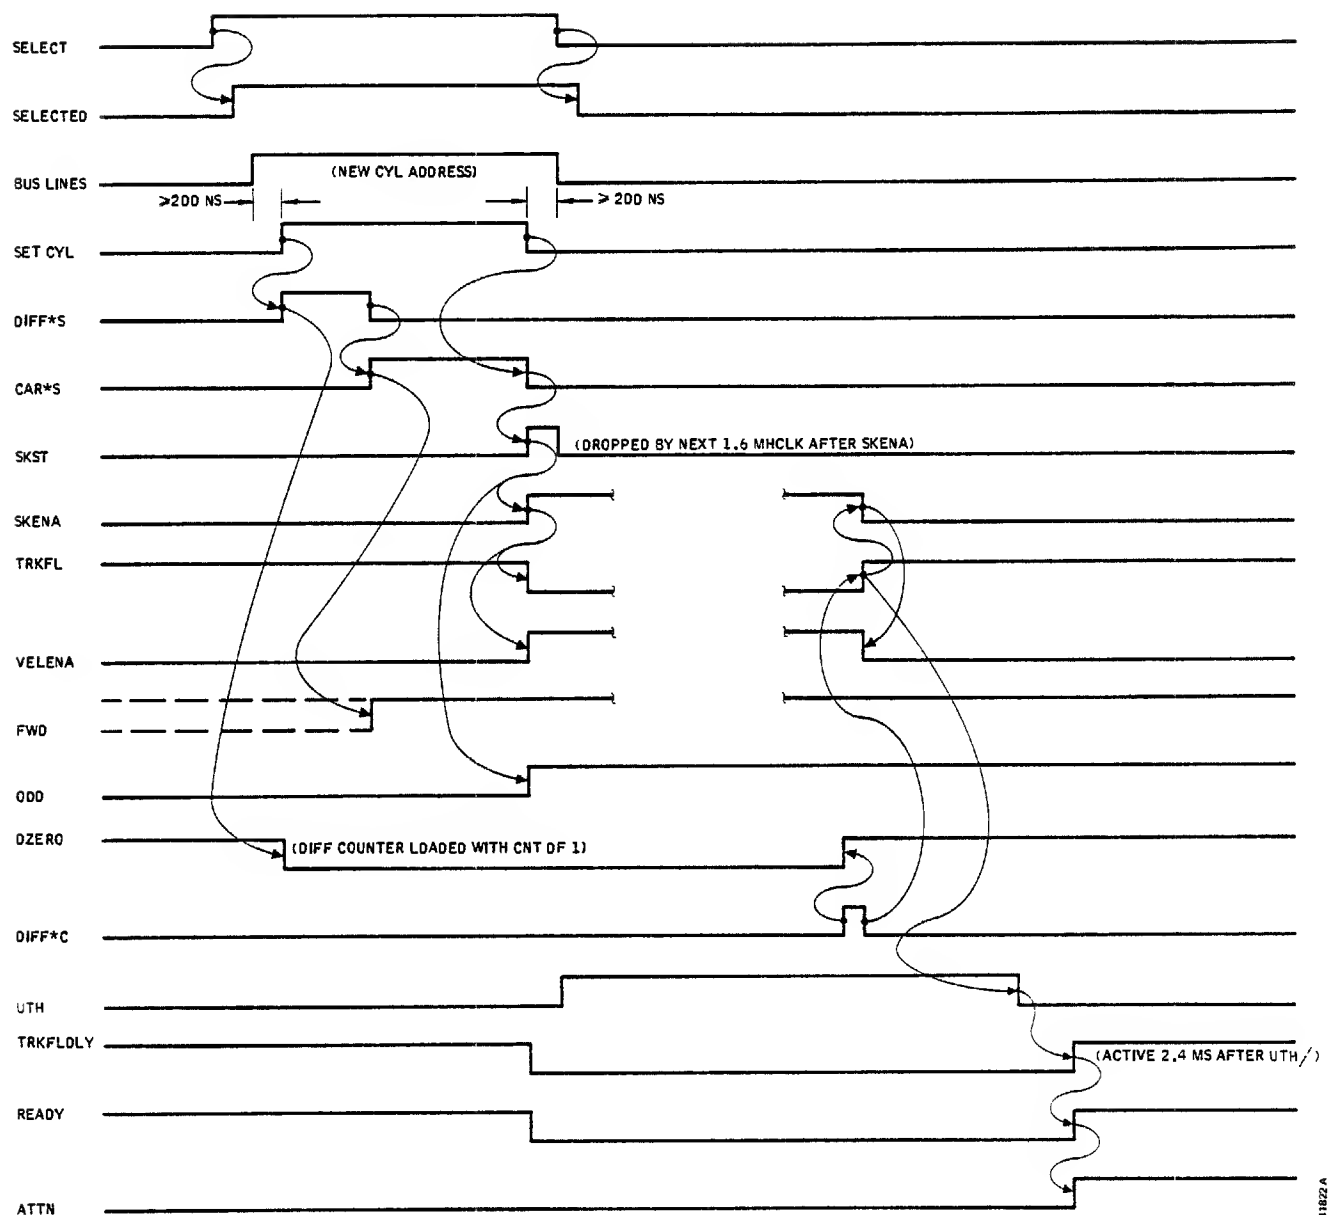 SELECT
SELECTED
BUS LINES
(NEW CYL ADDRESS)
≥200 NS
≥ 200 NS
SET CYL
DIFF*S
CAR*S
SKST
(DROPPED BY NEXT 1.6 MHCLK AFTER SKENA)
SKENA
TRKFL
VELENA
FWD
ODD
DZERO
(DIFF COUNTER LOADED WITH CNT OF 1)
DIFF*C
UTH
TRKFLDLY
(ACTIVE 2.4 MS AFTER UTH/)
READY
ATTN